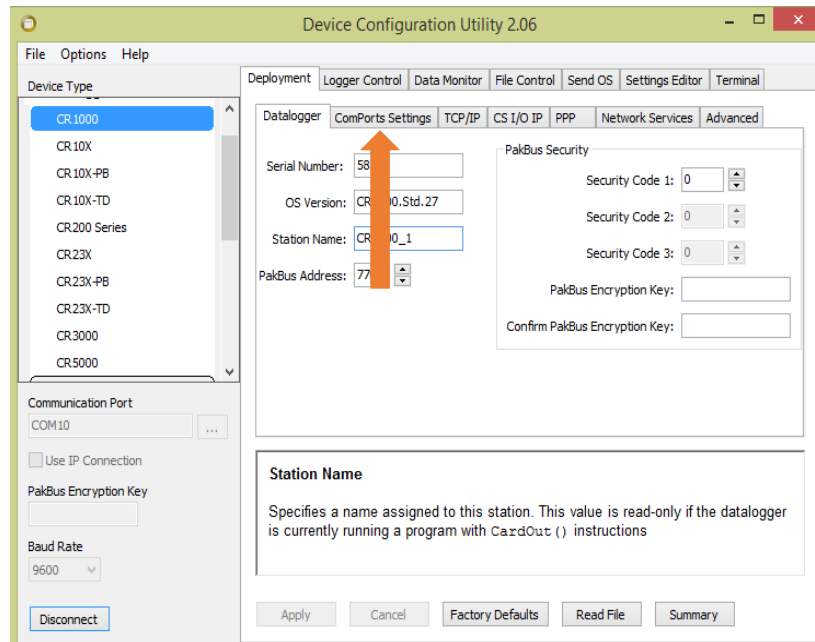 Device Configuration Utility 2.06
File Options Help
Device Type
CR1000
CR10X
CR10X-PB
CR10X-TD
CR200 Series
CR23X
CR23X-PB
CR23X-TD
CR3000
CR5000
Communication Port
COM10
...
Use IP Connection
PakBus Encryption Key
Baud Rate
9600
Disconnect
Deployment Logger Control Data Monitor File Control Send OS Settings Editor Terminal
Datalogger ComPorts Settings TCP/IP CS I/O IP PPP Network Services Advanced
Serial Number: 58
OS Version: .Std.27
Station Name:
PakBus Address: 77
PakBus Security
Security Code 1: 0
Security Code 2: 0
Security Code 3: 0
PakBus Encryption Key:
Confirm PakBus Encryption Key:
Station Name
Specifies a name assigned to this station. This value is read-only if the datalogger
is currently running a program with CardOut() instructions
Apply Cancel Factory Defaults Read File Summary